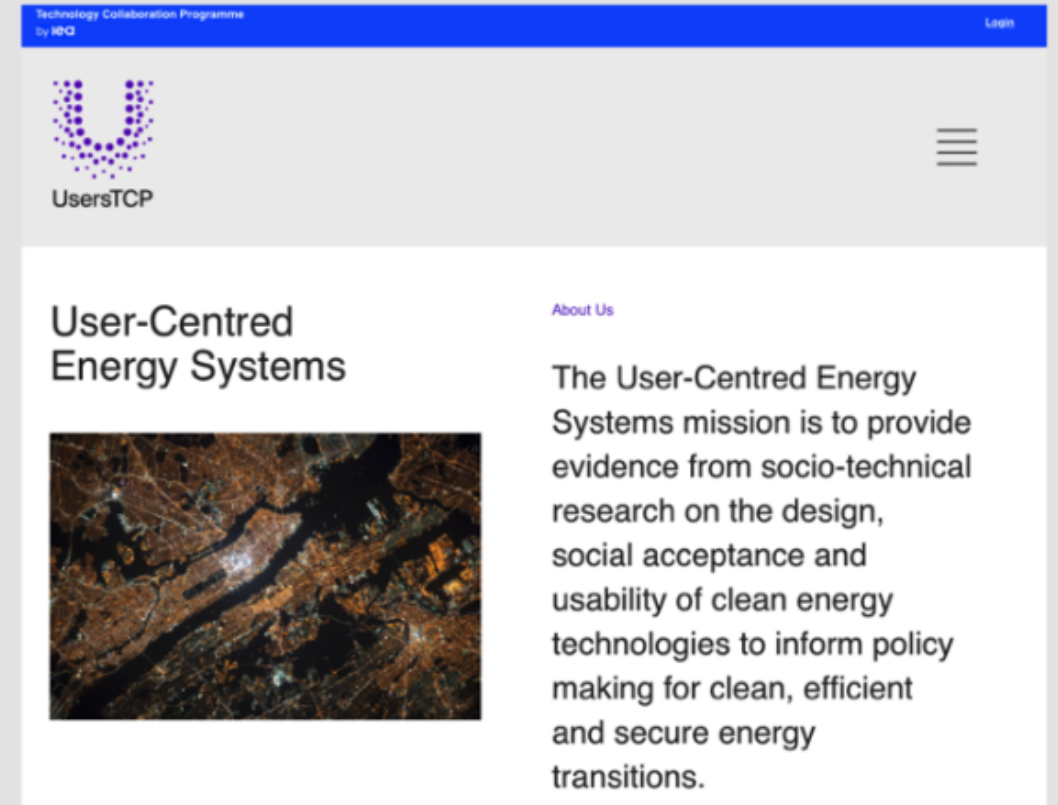 Technology Collaboration Programme
by iea
Login
UsersTCP
User-Centred
Energy Systems
About Us
The User-Centred Energy
Systems mission is to provide
evidence from socio-technical
research on the design,
social acceptance and
usability of clean energy
technologies to inform policy
making for clean, efficient
and secure energy
transitions.